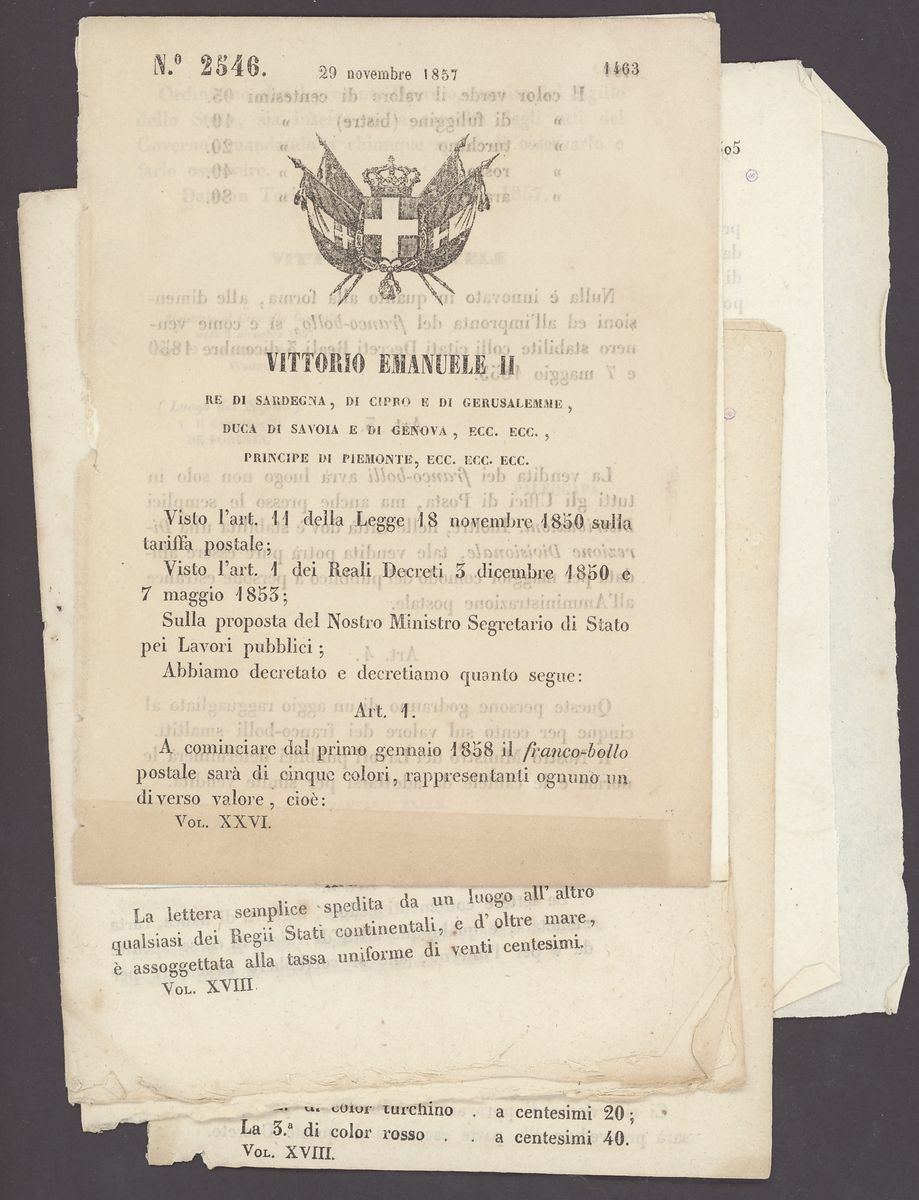 N.º 2546. 29 novembre 1857 1463
VITTORIO EMANUELE II
RE DI SARDEGNA, DI CIPRO E DI GERUSALEMME,
DUCA DI SAVOIA E DI GENOVA, ECC. ECC.,
PRINCIPE DI PIEMONTE, ECC. ECC. ECC.
Visto l'art. 11 della Legge 18 novembre 1850 sulla
tariffa postale;
Visto l'art. 1 dei Reali Decreti 3 dicembre 1850 e
7 maggio 1853;
Sulla proposta del Nostro Ministro Segretario di Stato
pei Lavori pubblici;
Abbiamo decretato e decretiamo quanto segue:
Art. 1.
A cominciare dal primo gennaio 1858 il franco-bollo
postale sarà di cinque colori, rappresentanti ognuno un
diverso valore, cioè:
VOL. XXVI.
La lettera semplice spedita da un luogo all'altro
qualsiasi dei Regii Stati continentali, e d'oltre mare,
è assoggettata alla tassa uniforme di venti centesimi.
VOL. XVIII.
di color turchino . a centesimi 20;
La 3.ª di color rosso . . a centesimi 40.
VOL. XVIII.